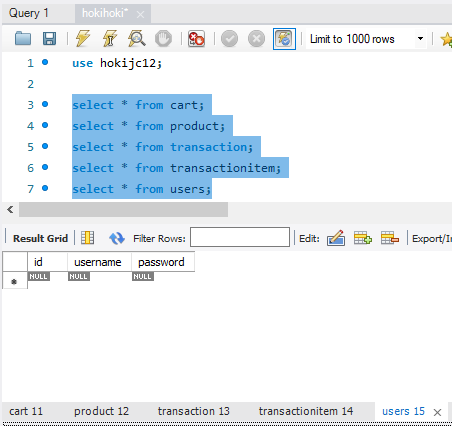 Query 1 hokihoki*
Limit to 1000 rows
1 use hokijc12;
2
3 select * from cart;
4 select * from product;
5 select * from transaction;
6 select * from transactionitem;
7 select * from users;
Result Grid Filter Rows: Edit: Export/I
id username password
NULL NULL NULL
cart 11 product 12 transaction 13 transactionitem 14 users 15